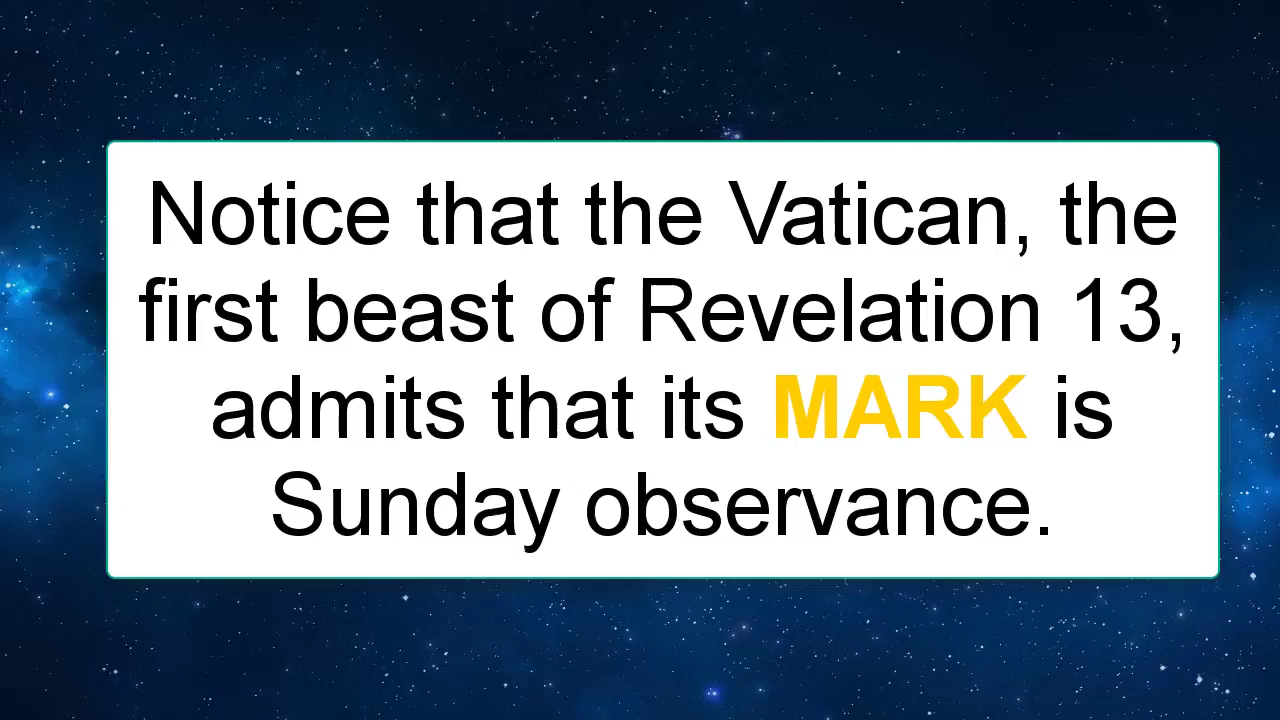 Notice that the Vatican, the
first beast of Revelation 13,
admits that its MARK is
Sunday observance.